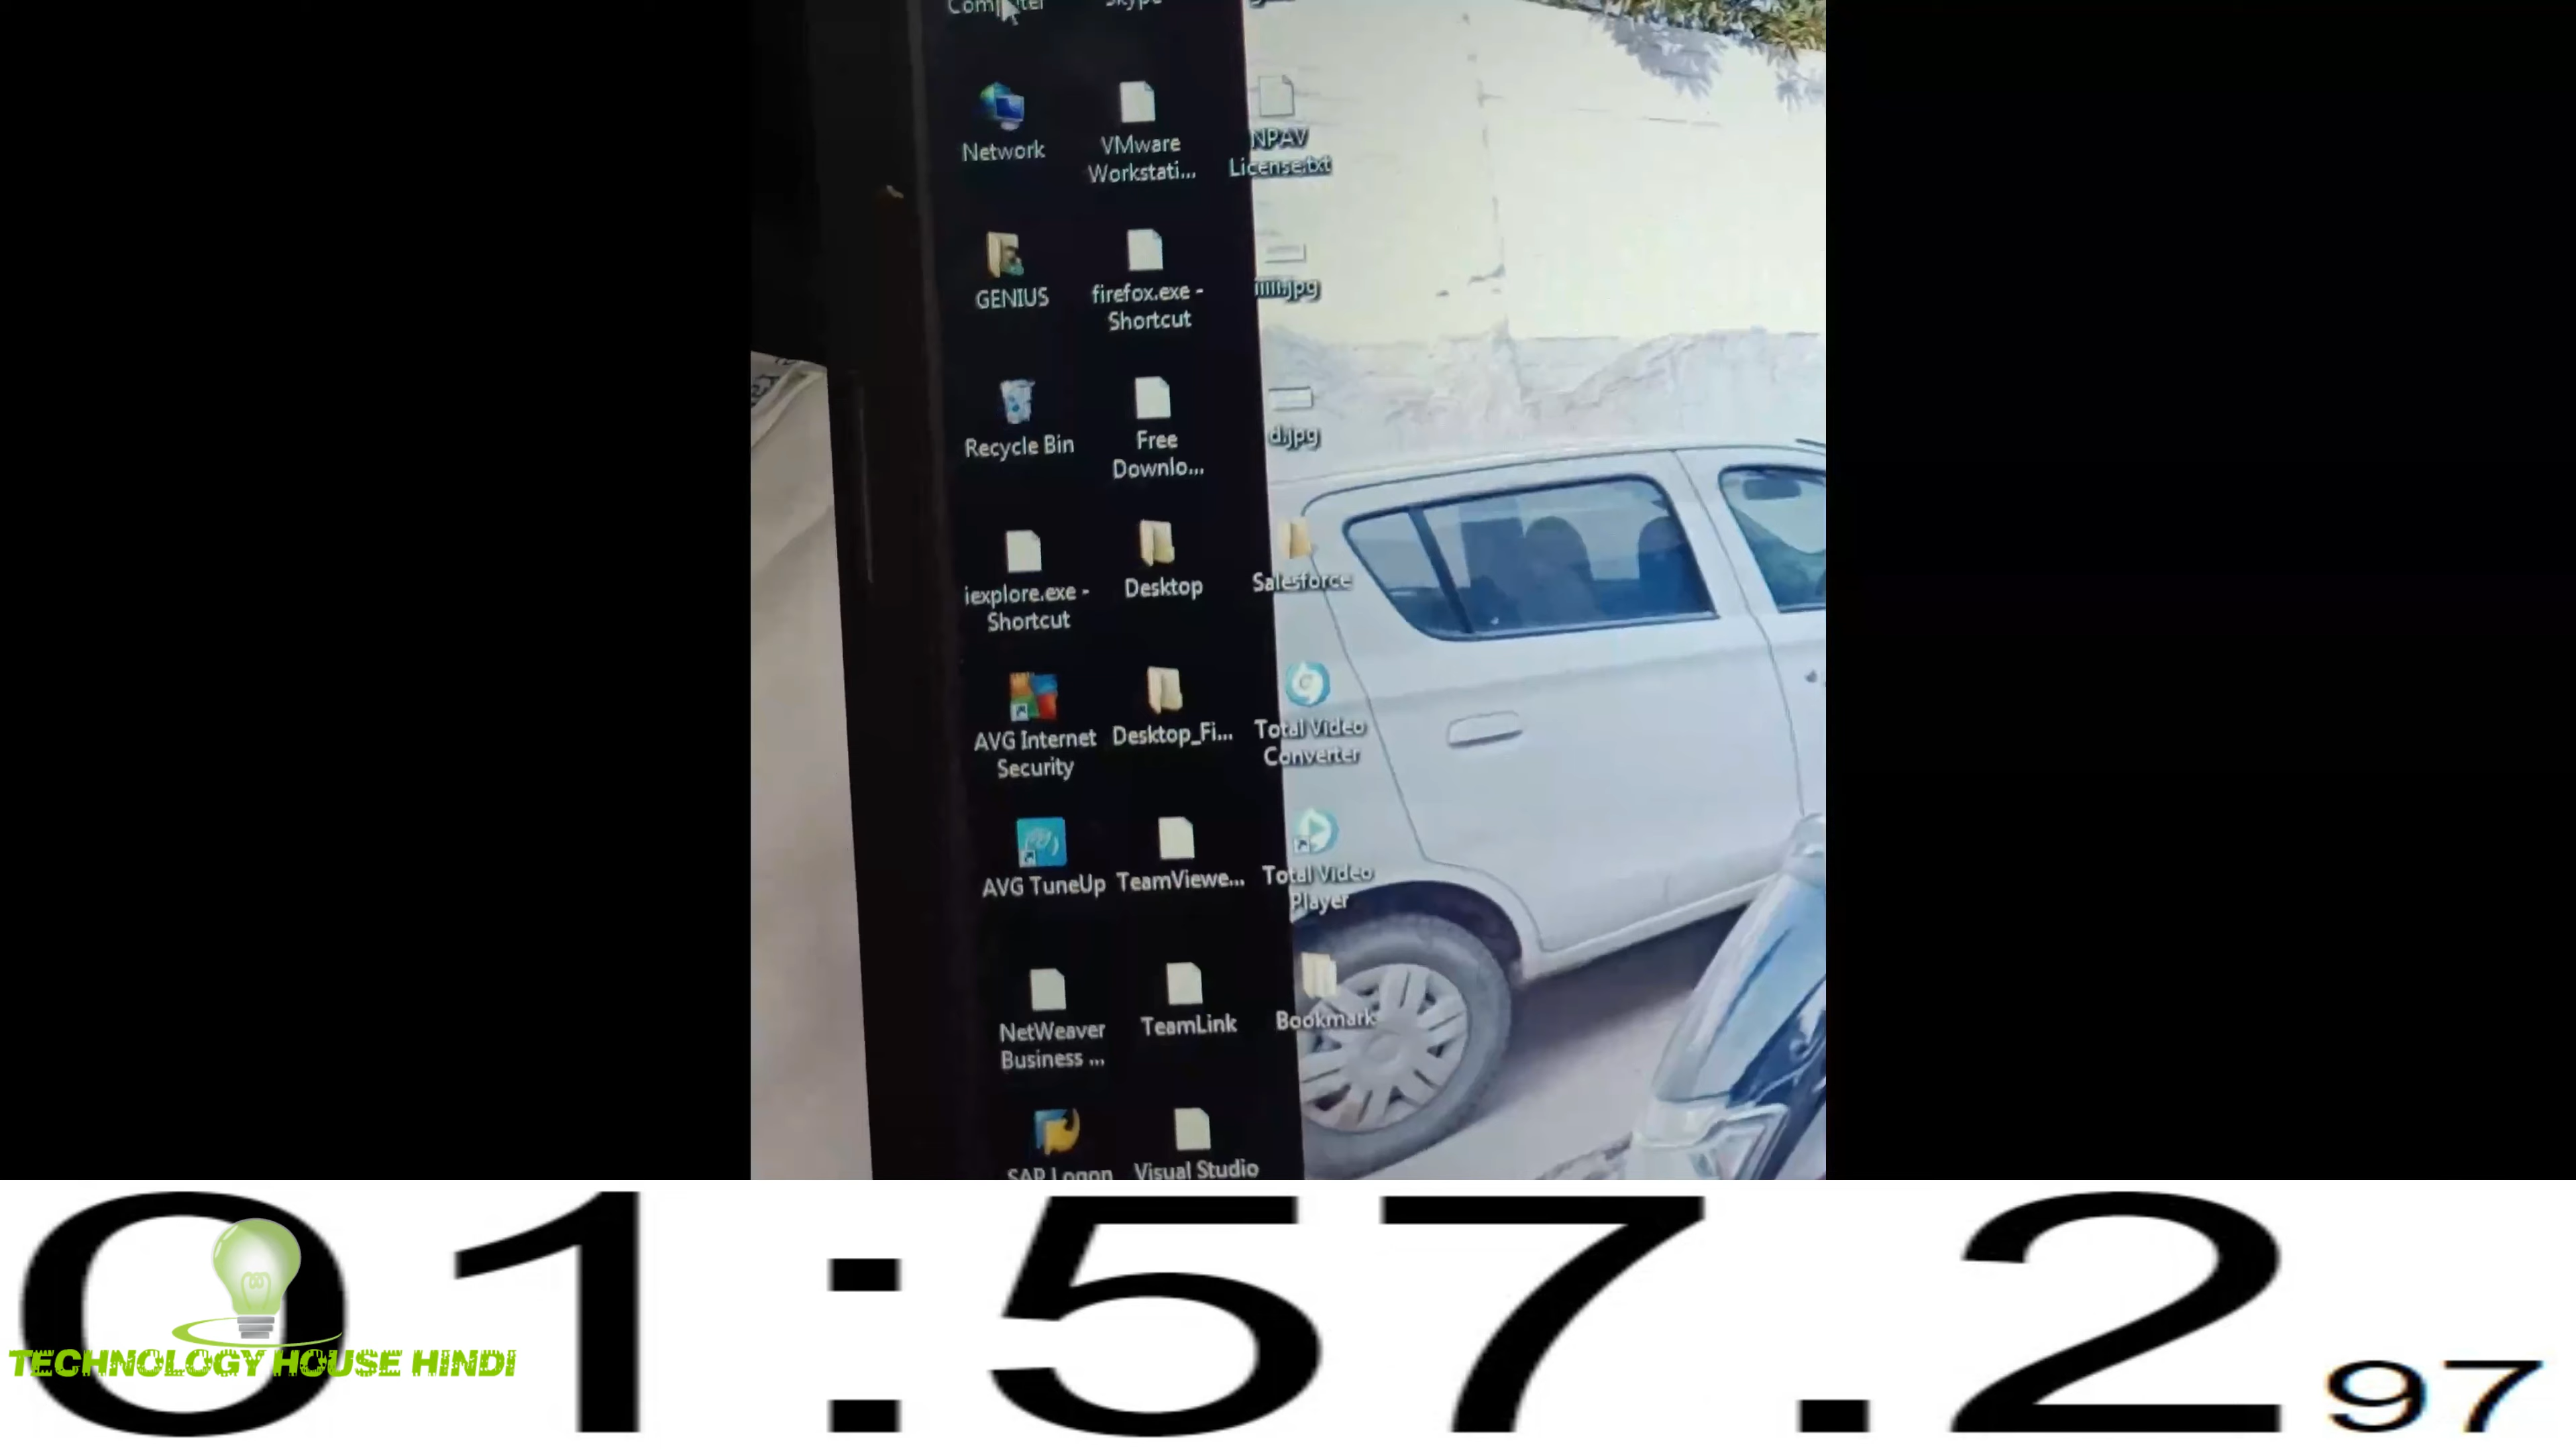 Computer
Skype
Network
VMware
Workstati...
NPAV
License.txt
GENIUS
firefox.exe -
Shortcut
Recycle Bin
Free
Downlo...
d.jpg
iexplore.exe -
Shortcut
Desktop
Salesforce
AVG Internet
Security
Desktop_Fi...
Total Video
Converter
AVG TuneUp
TeamViewe...
Total Video
Player
NetWeaver
Business ...
TeamLink
Bookmark
SAP Logon
Visual Studio
01:57.297
TECHNOLOGY HOUSE HINDI